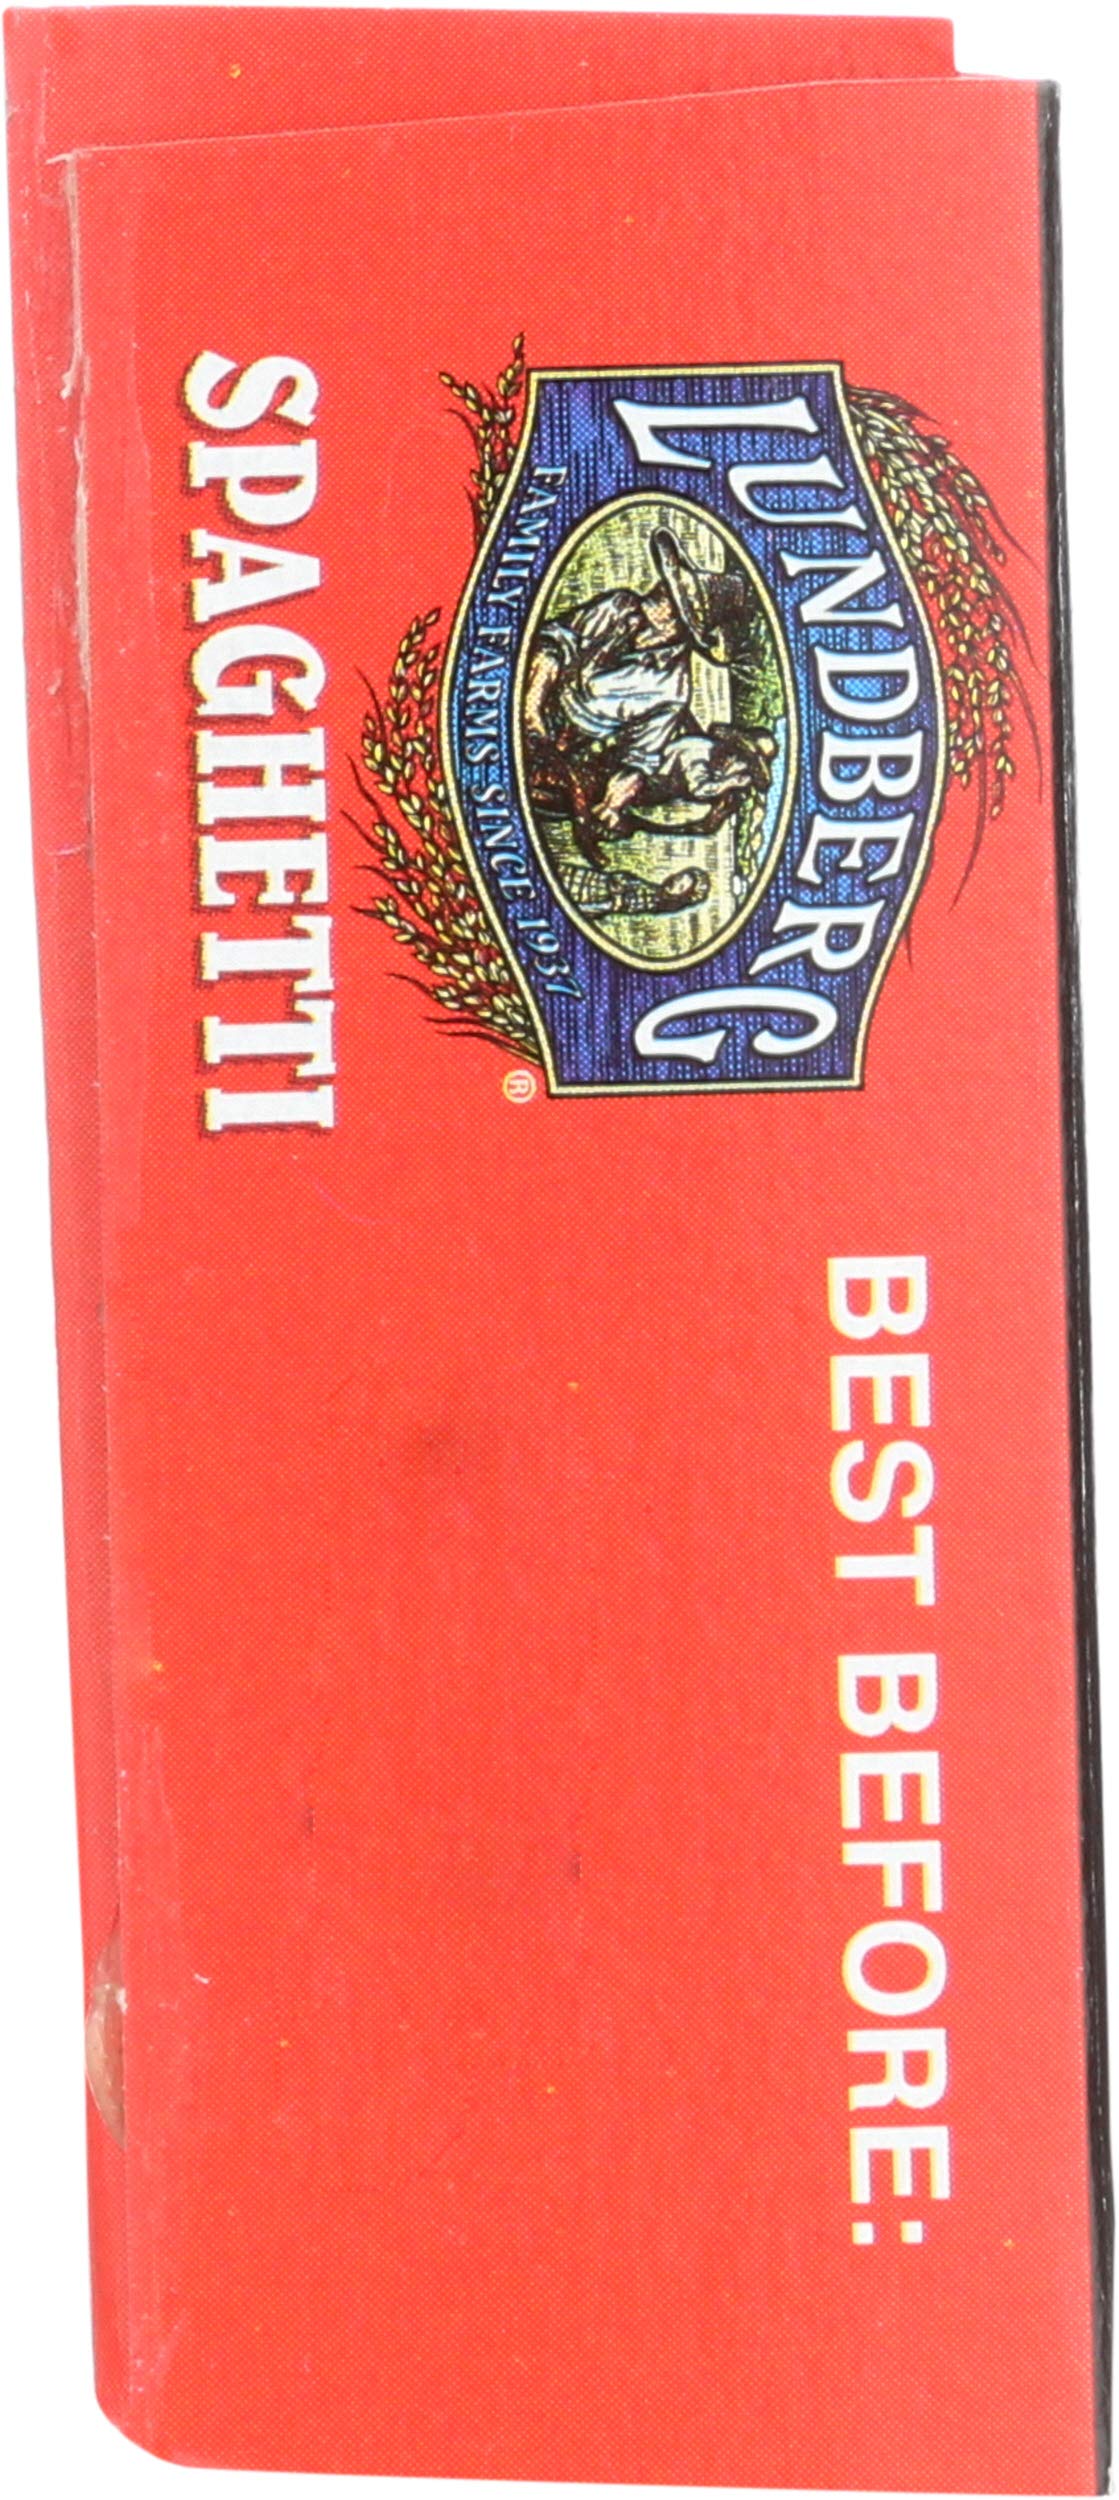 LUNDBERG
FAMILY FARMS SINCE 1937
®
SPAGHETTI
BEST BEFORE: